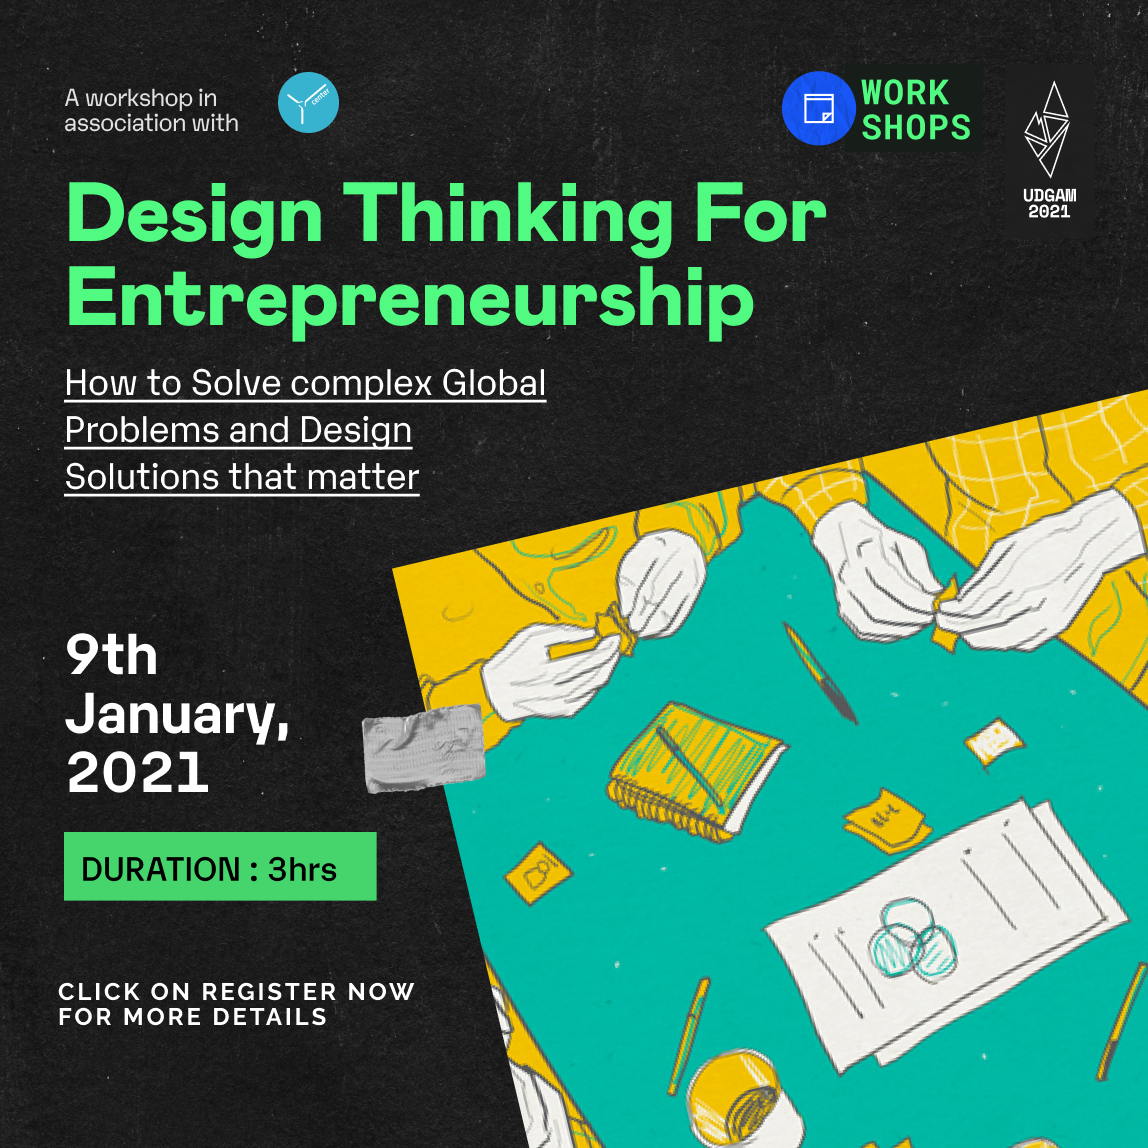 A workshop in
association with
center
WORK
SHOPS
UDGAM
2021
Design Thinking For
Entrepreneurship
How to Solve complex Global
Problems and Design
Solutions that matter
9th
January,
2021
DURATION : 3hrs
CLICK ON REGISTER NOW
FOR MORE DETAILS